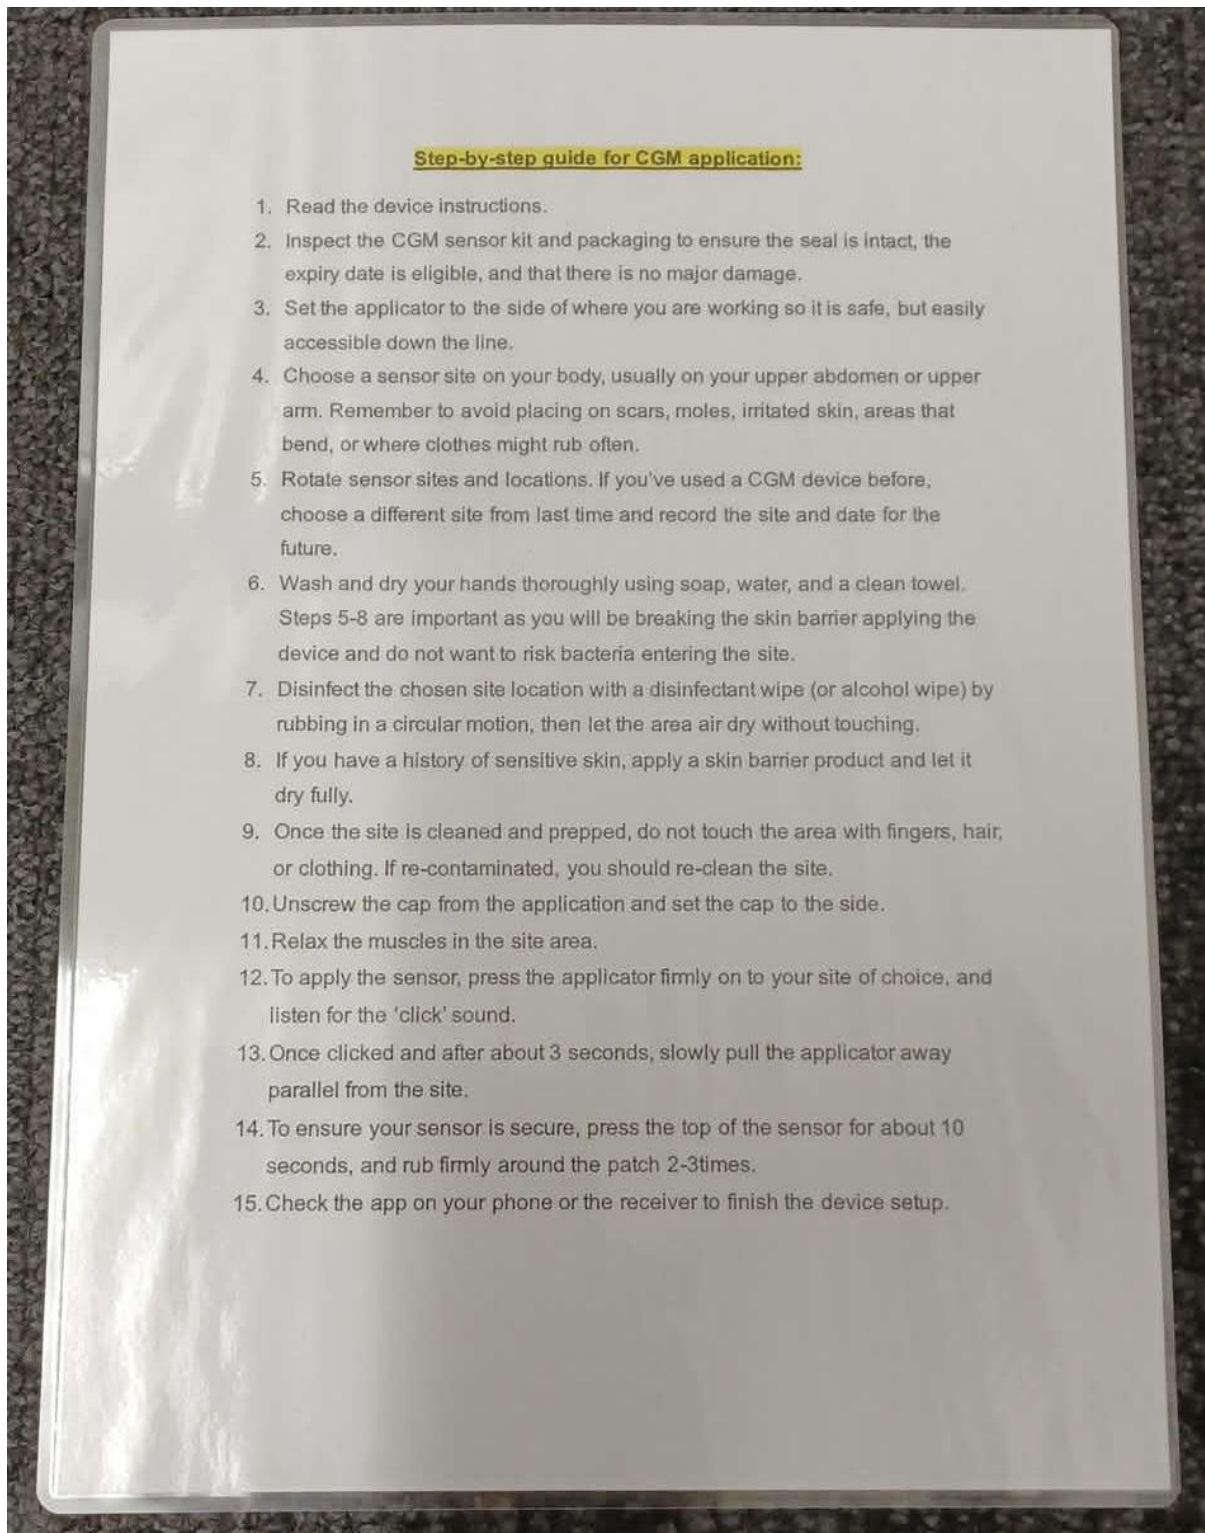 Step-by-step guide for CGM application:
1. Read the device instructions.
2. Inspect the CGM sensor kit and packaging to ensure the seal is intact, the
expiry date is eligible, and that there is no major damage.
3. Set the applicator to the side of where you are working so it is safe, but easily
accessible down the line.
4. Choose a sensor site on your body, usually on your upper abdomen or upper
arm. Remember to avoid placing on scars, moles, irritated skin, areas that
bend, or where clothes might rub often.
5. Rotate sensor sites and locations. If you've used a CGM device before,
choose a different site from last time and record the site and date for the
future.
6. Wash and dry your hands thoroughly using soap, water, and a clean towel.
Steps 5-8 are important as you will be breaking the skin barrier applying the
device and do not want to risk bacteria entering the site.
7. Disinfect the chosen site location with a disinfectant wipe (or alcohol wipe) by
rubbing in a circular motion, then let the area air dry without touching.
8. If you have a history of sensitive skin, apply a skin barrier product and let it
dry fully.
9. Once the site is cleaned and prepped, do not touch the area with fingers, hair,
or clothing. If re-contaminated, you should re-clean the site.
10. Unscrew the cap from the application and set the cap to the side.
11. Relax the muscles in the site area.
12. To apply the sensor, press the applicator firmly on to your site of choice, and
listen for the 'click' sound.
13. Once clicked and after about 3 seconds, slowly pull the applicator away
parallel from the site.
14. To ensure your sensor is secure, press the top of the sensor for about 10
seconds, and rub firmly around the patch 2-3times.
15. Check the app on your phone or the receiver to finish the device setup.